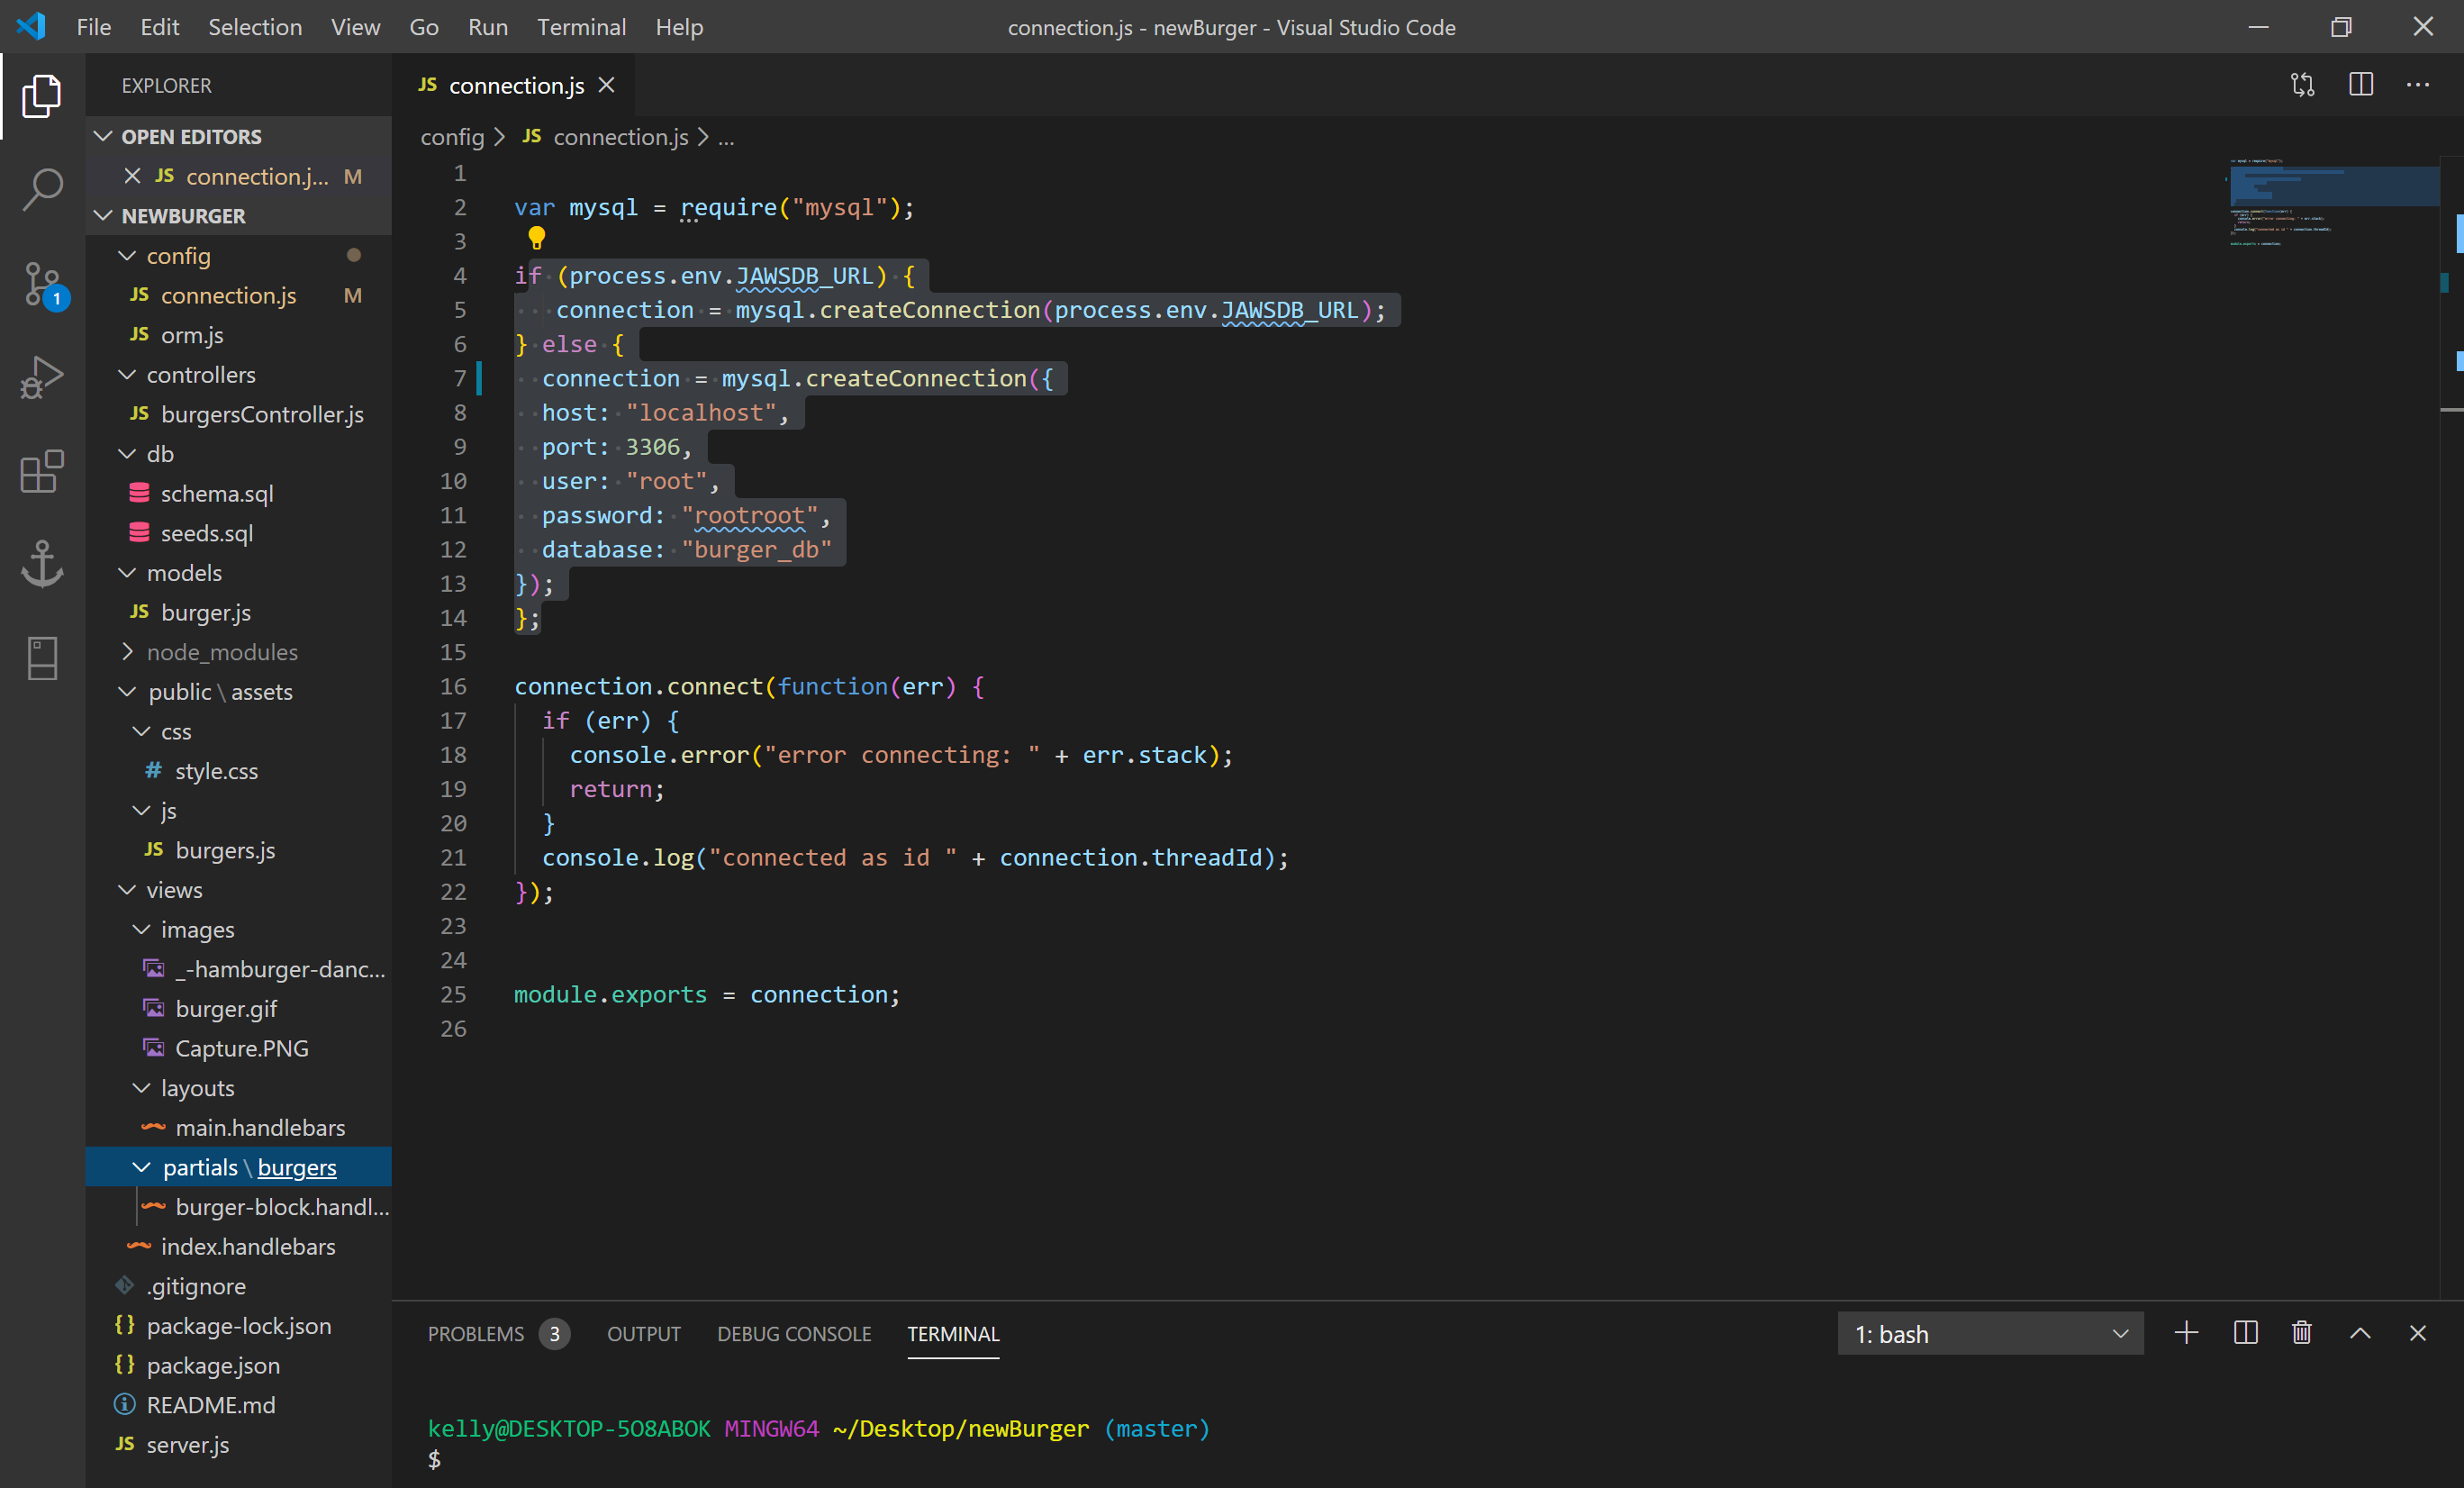 File Edit Selection View Go Run Terminal Help
connection.js - newBurger - Visual Studio Code
EXPLORER
OPEN EDITORS
JS connection.j... M
NEWBURGER
config
JS connection.js M
JS orm.js
controllers
JS burgersController.js
db
schema.sql
seeds.sql
models
JS burger.js
node_modules
public \ assets
css
# style.css
js
JS burgers.js
views
images
_-hamburger-danc...
burger.gif
Capture.PNG
layouts
main.handlebars
partials \ burgers
burger-block.handl...
index.handlebars
.gitignore
{} package-lock.json
{} package.json
README.md
JS server.js
1
JS connection.js
config > JS connection.js > ...
1
2 var mysql = require("mysql");
3
4 if (process.env.JAWSDB_URL) {
5 connection = mysql.createConnection(process.env.JAWSDB_URL);
6 } else {
7 connection = mysql.createConnection({
8 host: "localhost",
9 port: 3306,
10 user: "root",
11 password: "rootroot",
12 database: "burger_db"
13 });
14 };
15
16 connection.connect(function(err) {
17 if (err) {
18 console.error("error connecting: " + err.stack);
19 return;
20 }
21 console.log("connected as id " + connection.threadId);
22 });
23
24
25 module.exports = connection;
26
PROBLEMS 3 OUTPUT DEBUG CONSOLE TERMINAL
1: bash
kelly@DESKTOP-5O8ABOK MINGW64 ~/Desktop/newBurger (master)
$